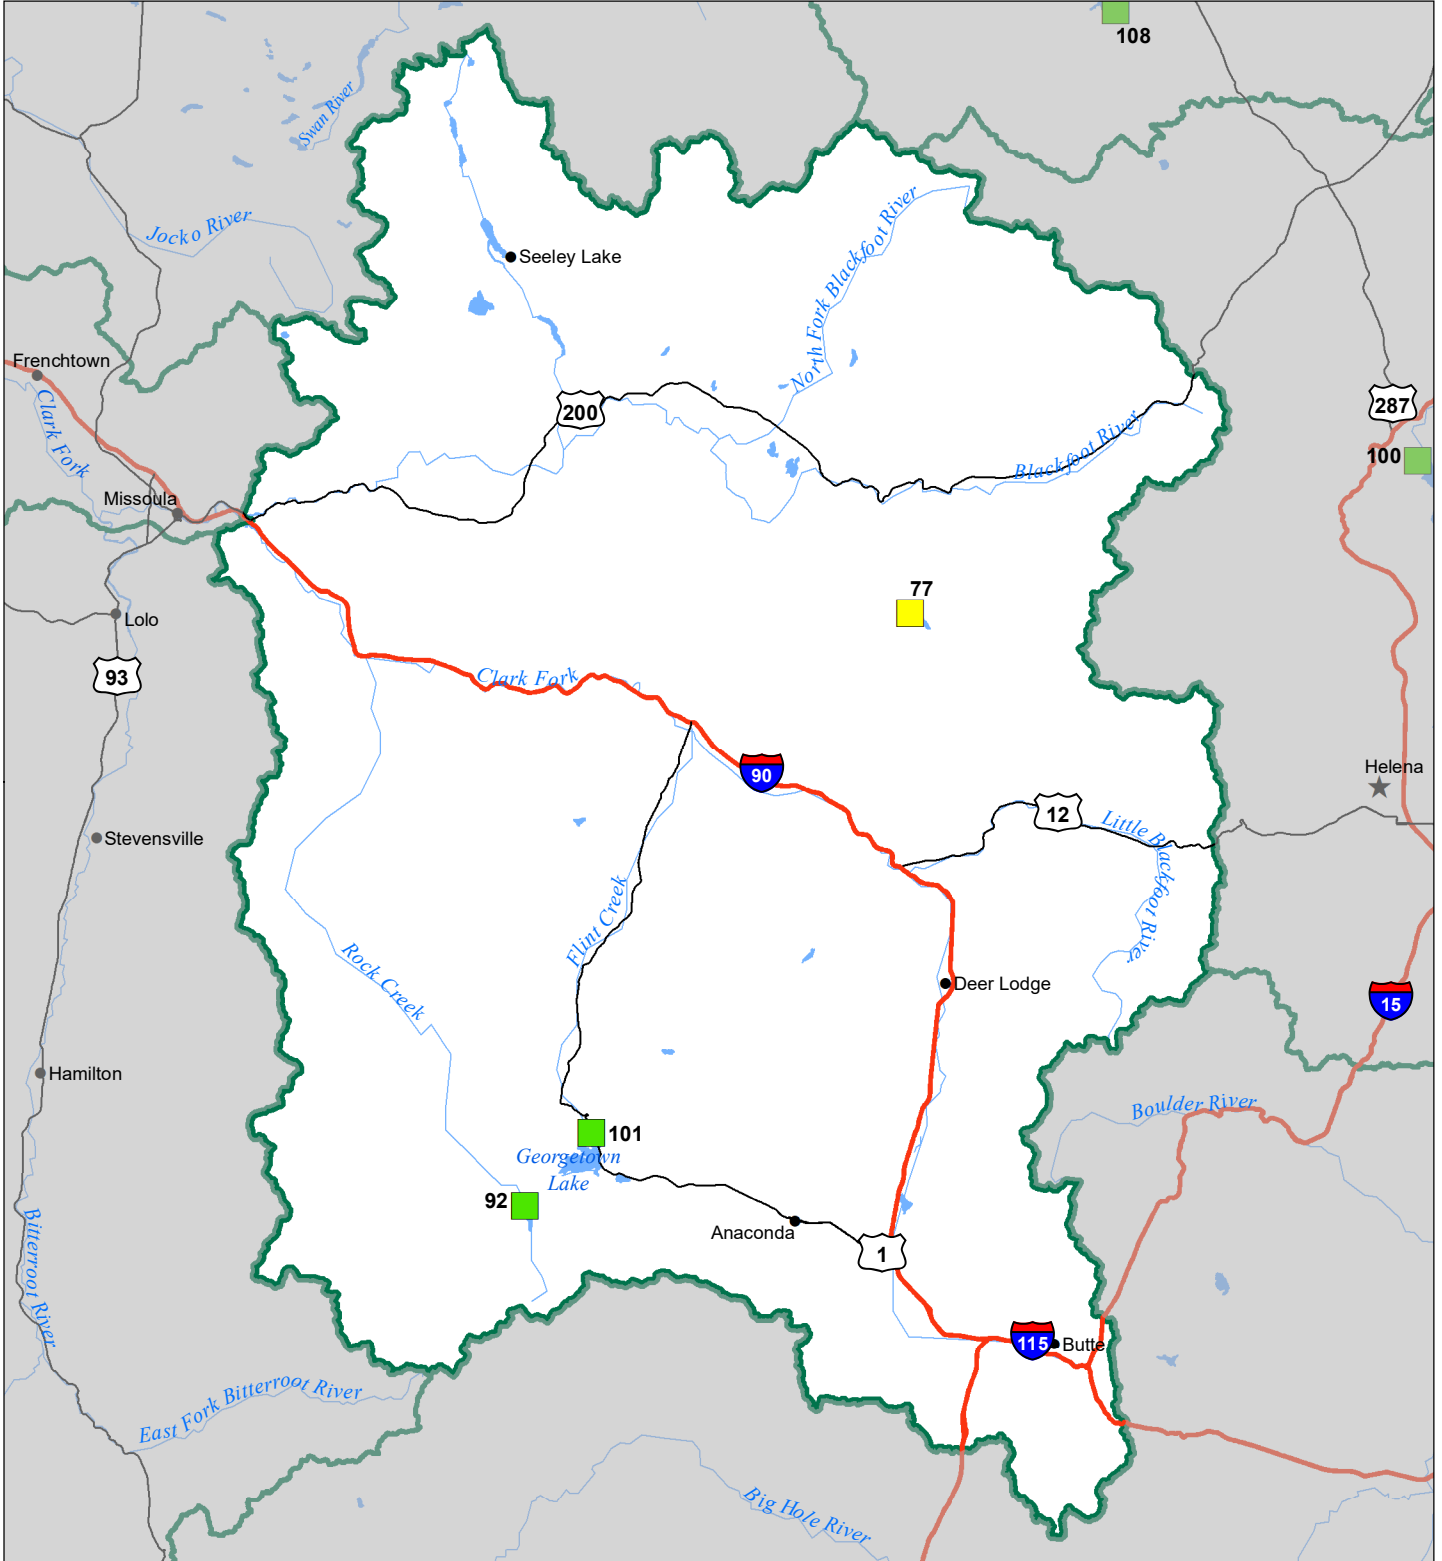 108
Swan River
Jocko River
North Fork Blackfoot River
Seeley Lake
Frenchtown
Clark Fork
200
287
Blackfoot River
100
Missoula
77
Lolo
93
Clark Fork
90
Helena
12
Little Blackfoot River
Stevensville
Flint Creek
Rock Creek
Deer Lodge
15
Hamilton
Boulder River
101
Georgetown
Lake
92
Anaconda
1
Bitterroot River
115
Butte
East Fork Bitterroot River
Big Hole River